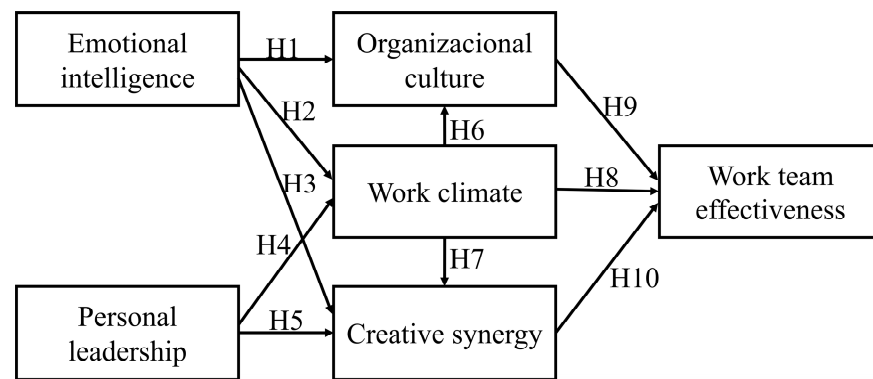 Emotional
intelligence
H1
Organizacional
culture
H2
H9
H6
H3
Work climate
H8
Work team
effectiveness
H4
H7
H10
Personal
leadership
H5
Creative synergy